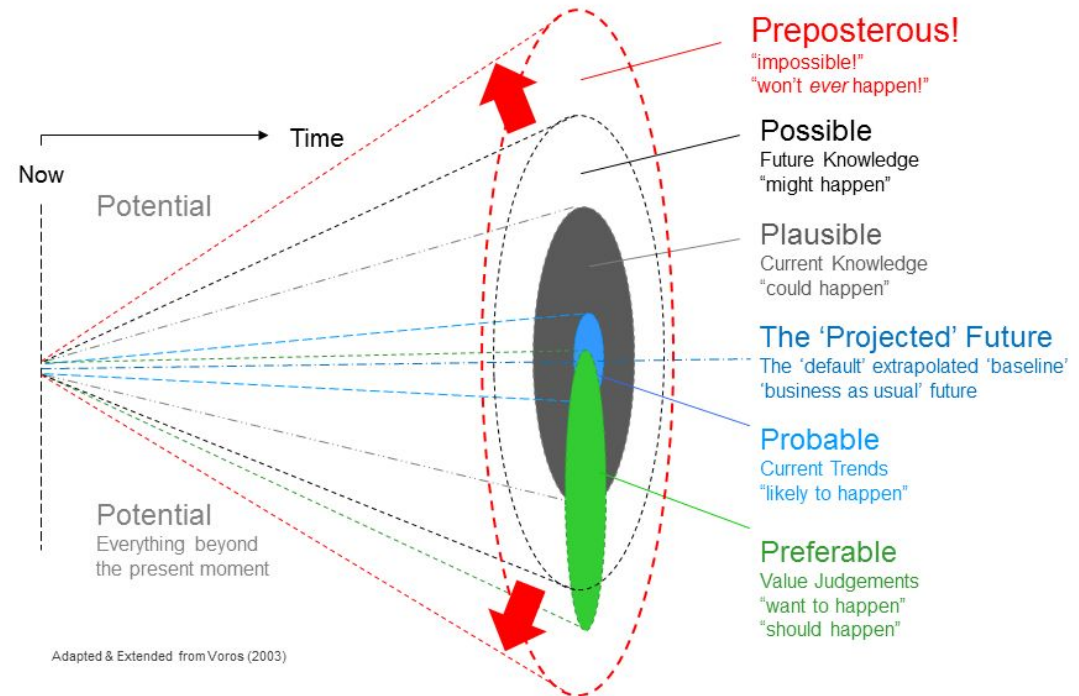 Preposterous!
“impossible!”
“won’t ever happen!”
Time
Now
Potential
Possible
Future Knowledge
“might happen”
Plausible
Current Knowledge
“could happen”
The ‘Projected’ Future
The ‘default’ extrapolated ‘baseline’
‘business as usual’ future
Probable
Current Trends
“likely to happen”
Potential
Everything beyond
the present moment
Preferable
Value Judgements
“want to happen”
“should happen”
Adapted & Extended from Voros (2003)